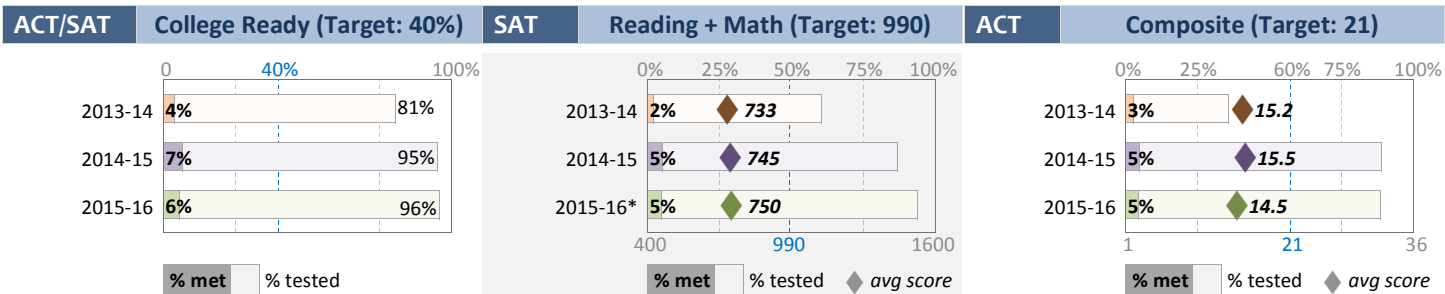 ACT/SAT College Ready (Target: 40%)
0 40% 100%
2013-14 4% 81%
2014-15 7% 95%
2015-16 6% 96%
% met % tested
SAT Reading + Math (Target: 990)
0% 25% 50% 75% 100%
2013-14 2% 733
2014-15 5% 745
2015-16* 5% 750
400 990 1600
% met % tested avg score
ACT Composite (Target: 21)
0% 25% 60% 75% 100%
2013-14 3% 15.2
2014-15 5% 15.5
2015-16 5% 14.5
1 21 36
% met % tested avg score